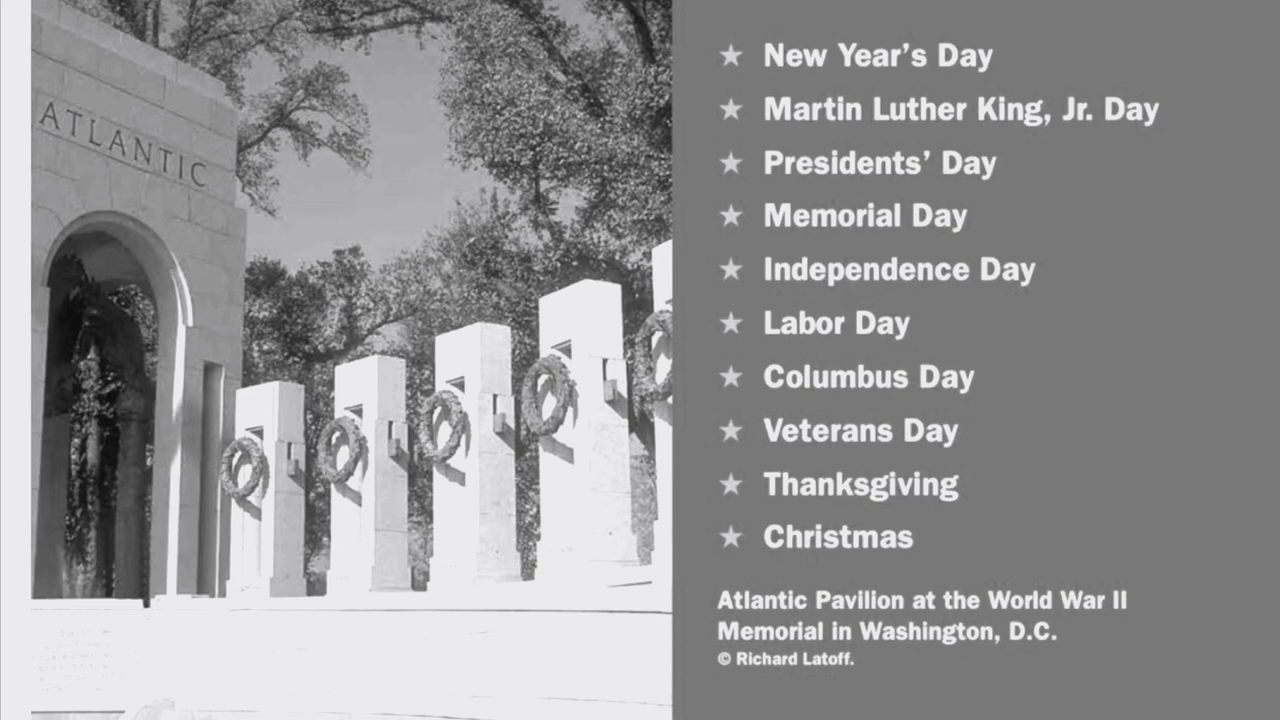 ATLANTIC
★ New Year’s Day
★ Martin Luther King, Jr. Day
★ Presidents’ Day
★ Memorial Day
★ Independence Day
★ Labor Day
★ Columbus Day
★ Veterans Day
★ Thanksgiving
★ Christmas
Atlantic Pavilion at the World War II
Memorial in Washington, D.C.
© Richard Latoff.